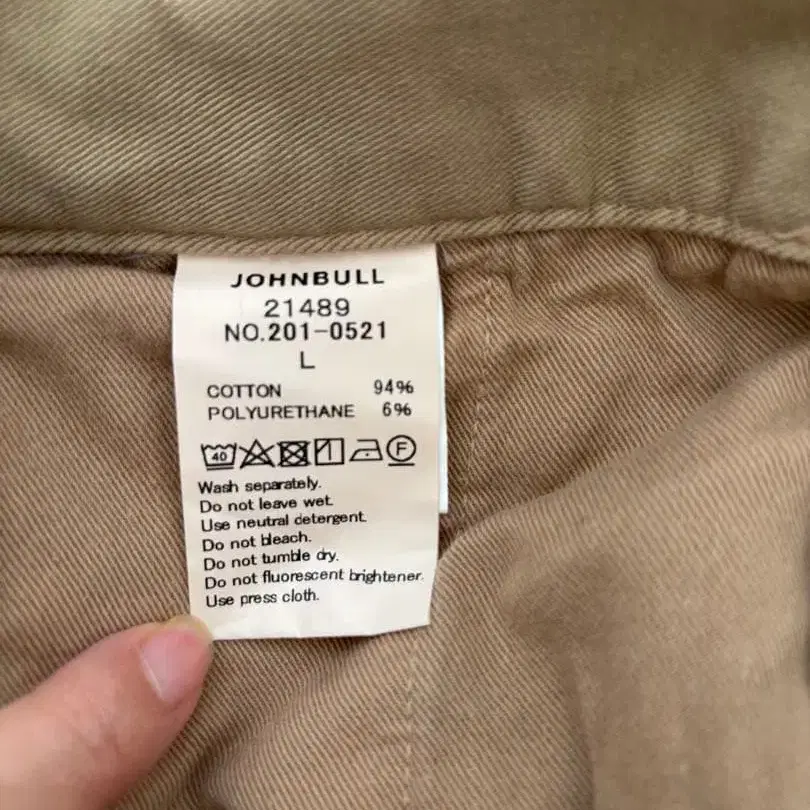 JOHNBULL
21489
NO.201-0521
L
COTTON 94%
POLYURETHANE 6%
40 F
Wash separately.
Do not leave wet.
Use neutral detergent.
Do not bleach.
Do not tumble dry.
Do not fluorescent brightener.
Use press cloth.